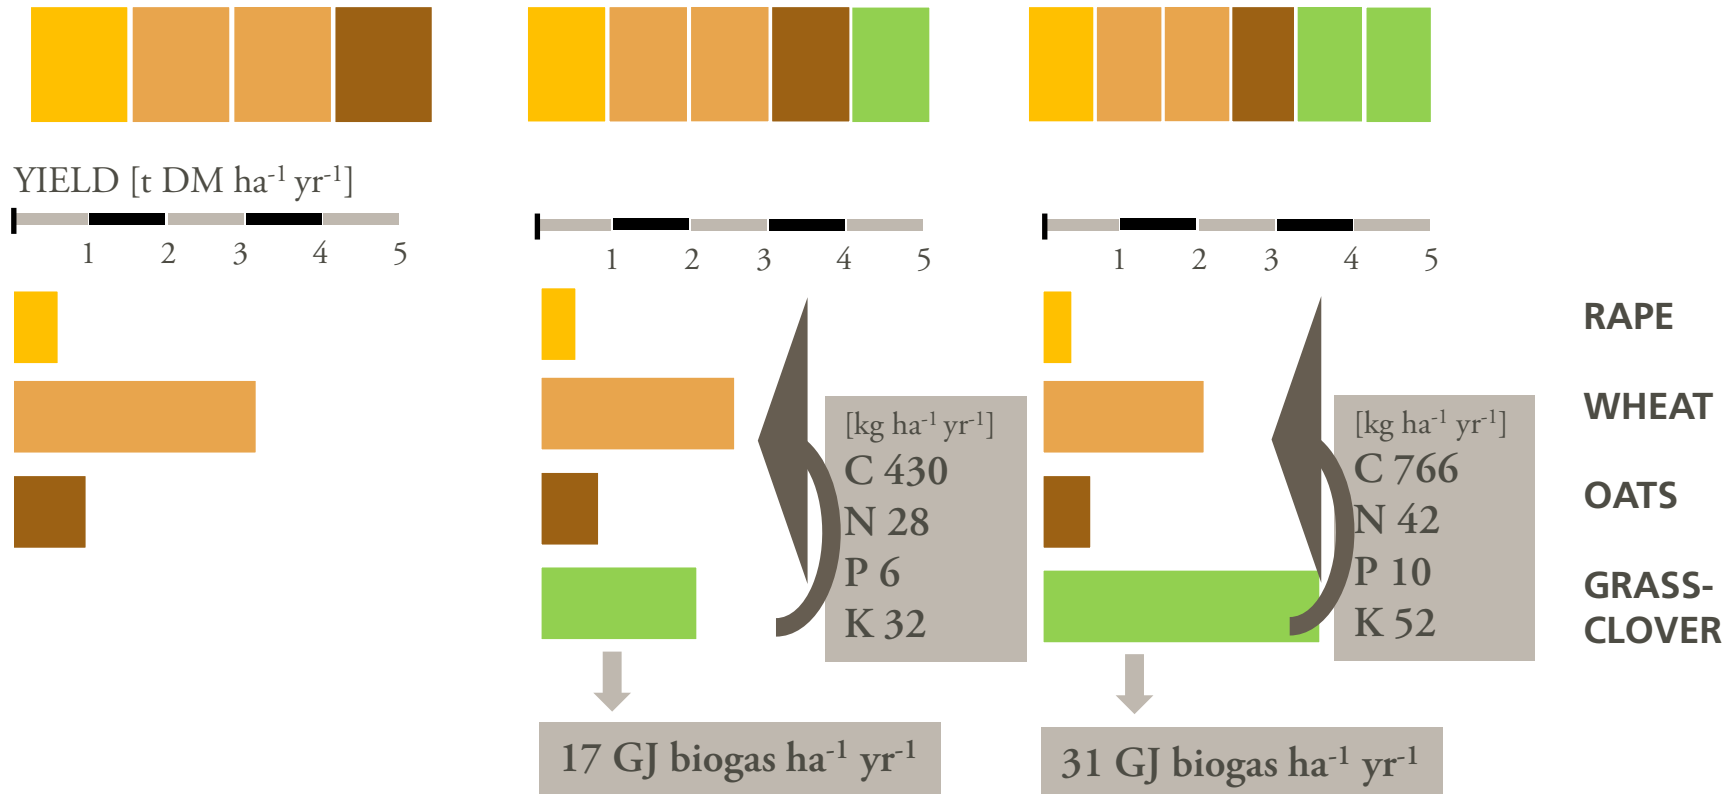 YIELD [t DM ha⁻¹ yr⁻¹]
1 2 3 4 5
1 2 3 4 5
1 2 3 4 5
RAPE
WHEAT
OATS
GRASS-
CLOVER
[kg ha⁻¹ yr⁻¹]
C 430
N 28
P 6
K 32
[kg ha⁻¹ yr⁻¹]
C 766
N 42
P 10
K 52
17 GJ biogas ha⁻¹ yr⁻¹
31 GJ biogas ha⁻¹ yr⁻¹